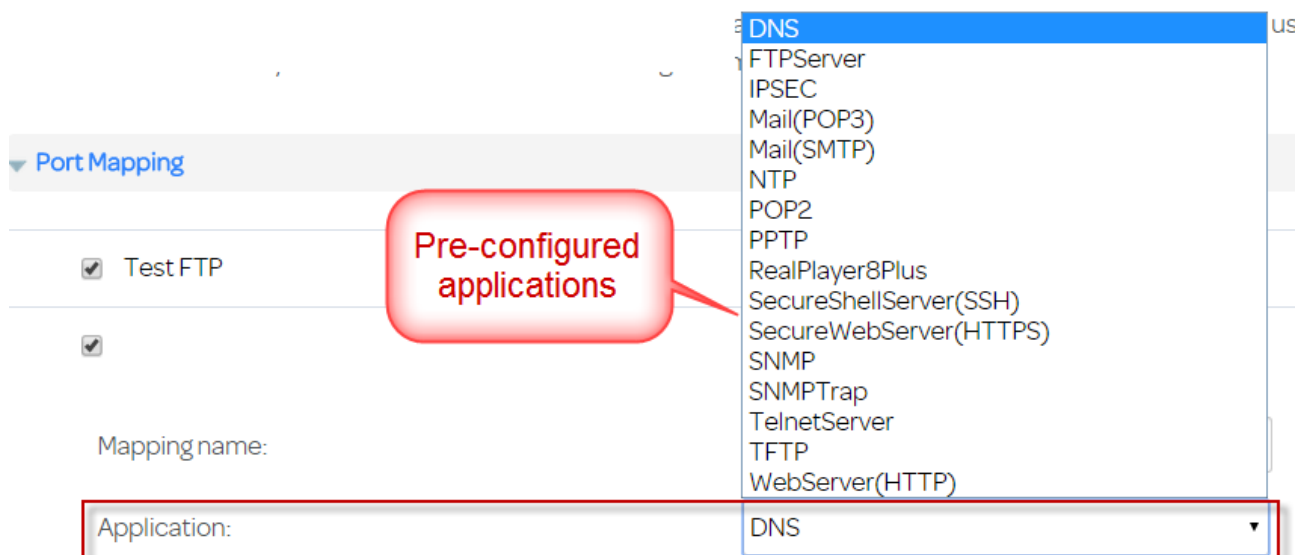 DNS
us
FTPServer
IPSEC
Mail(POP3)
Mail(SMTP)
Port Mapping
NTP
POP2
PPTP
Pre-configured
applications
Test FTP
RealPlayer8Plus
SecureShellServer(SSH)
SecureWebServer(HTTPS)
SNMP
SNMPTrap
TelnetServer
Mapping name:
TFTP
WebServer(HTTP)
Application:
DNS